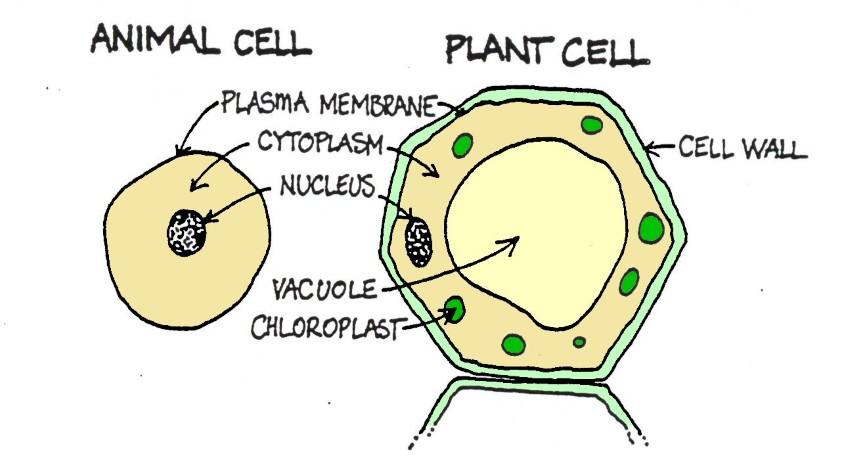 ANIMAL CELL
PLANT CELL
PLASMA MEMBRANE
CYTOPLASM
CELL WALL
NUCLEUS
VACUOLE
CHLOROPLAST